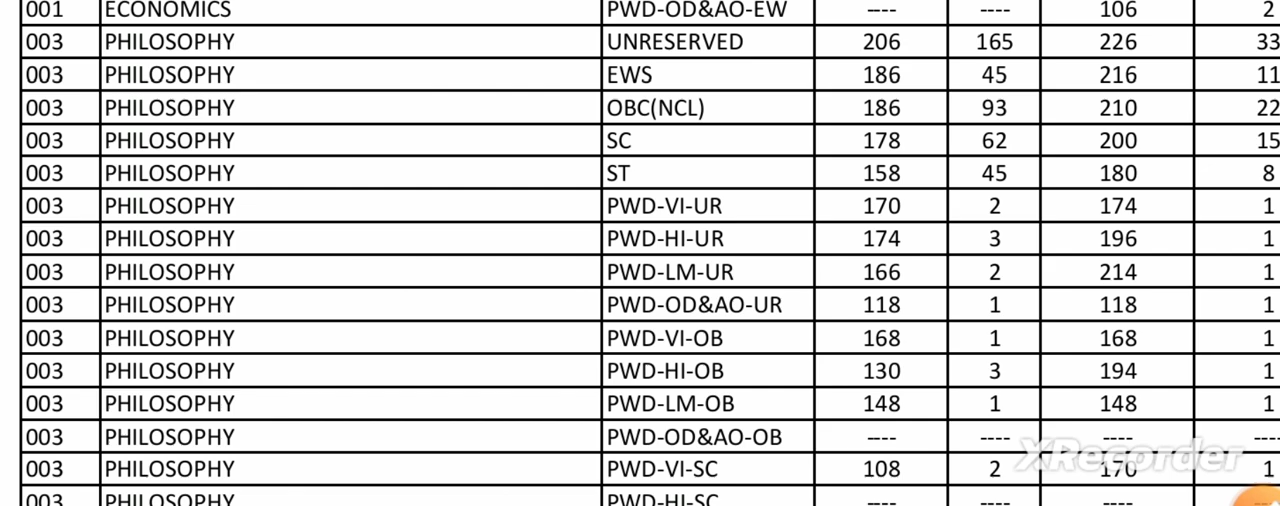 001 ECONOMICS PWD-OD&AO-EW ---- ---- 106 2
003 PHILOSOPHY UNRESERVED 206 165 226 33
003 PHILOSOPHY EWS 186 45 216 11
003 PHILOSOPHY OBC(NCL) 186 93 210 22
003 PHILOSOPHY SC 178 62 200 15
003 PHILOSOPHY ST 158 45 180 8
003 PHILOSOPHY PWD-VI-UR 170 2 174 1
003 PHILOSOPHY PWD-HI-UR 174 3 196 1
003 PHILOSOPHY PWD-LM-UR 166 2 214 1
003 PHILOSOPHY PWD-OD&AO-UR 118 1 118 1
003 PHILOSOPHY PWD-VI-OB 168 1 168 1
003 PHILOSOPHY PWD-HI-OB 130 3 194 1
003 PHILOSOPHY PWD-LM-OB 148 1 148 1
003 PHILOSOPHY PWD-OD&AO-OB ---- ---- ---- ----
XRecorder
003 PHILOSOPHY PWD-VI-SC 108 2 170 1
003 PHILOSOPHY PWD-HI-SC ---- ---- ----